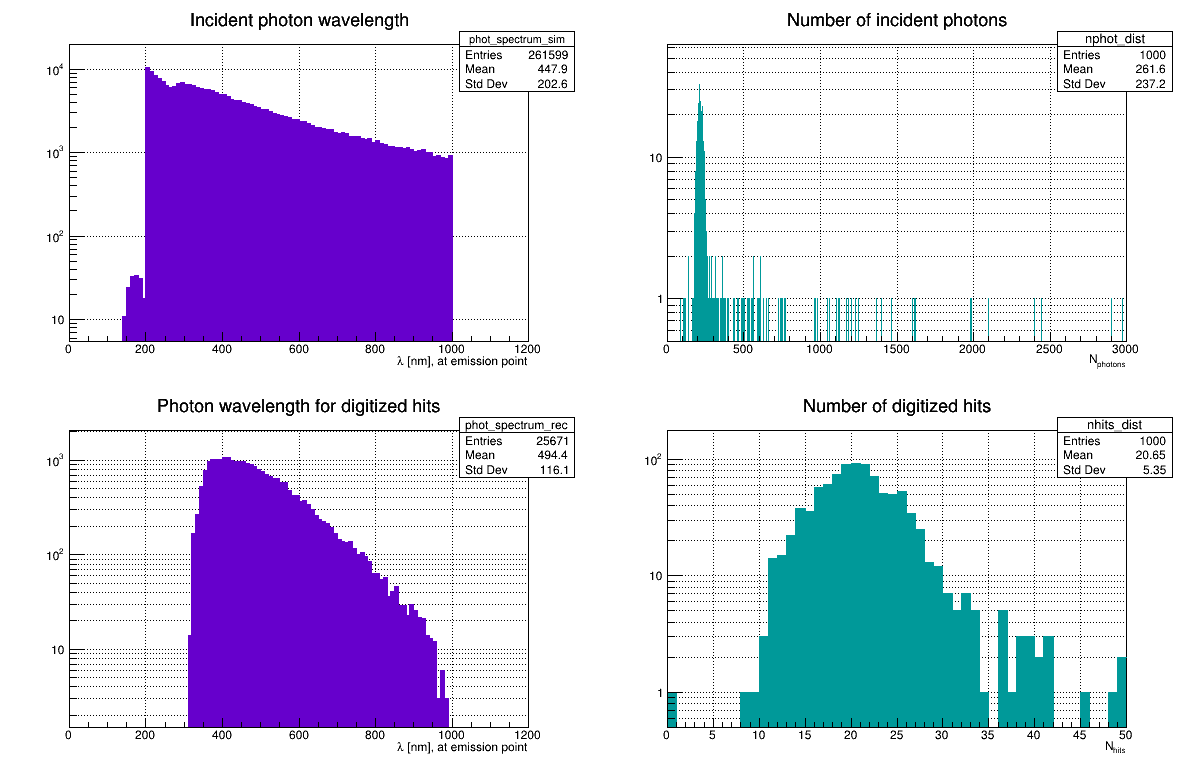 Incident photon wavelength
phot_spectrum_sim
Entries 261599
Mean 447.9
Std Dev 202.6
10⁴
10³
10²
10
0 200 400 600 800 1000 1200
λ [nm], at emission point
Number of incident photons
nphot_dist
Entries 1000
Mean 261.6
Std Dev 237.2
10
1
0 500 1000 1500 2000 2500 3000
N_photons
Photon wavelength for digitized hits
phot_spectrum_rec
Entries 25671
Mean 494.4
Std Dev 116.1
10³
10²
10
0 200 400 600 800 1000 1200
λ [nm], at emission point
Number of digitized hits
nhits_dist
Entries 1000
Mean 20.65
Std Dev 5.35
10²
10
1
0 5 10 15 20 25 30 35 40 45 50
N_hits